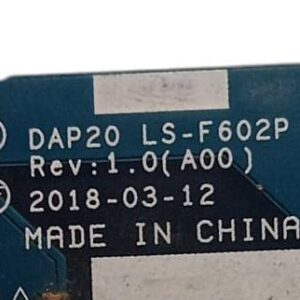 DAP20 LS-F602P
Rev:1.0(A00)
2018-03-12
MADE IN CHINA